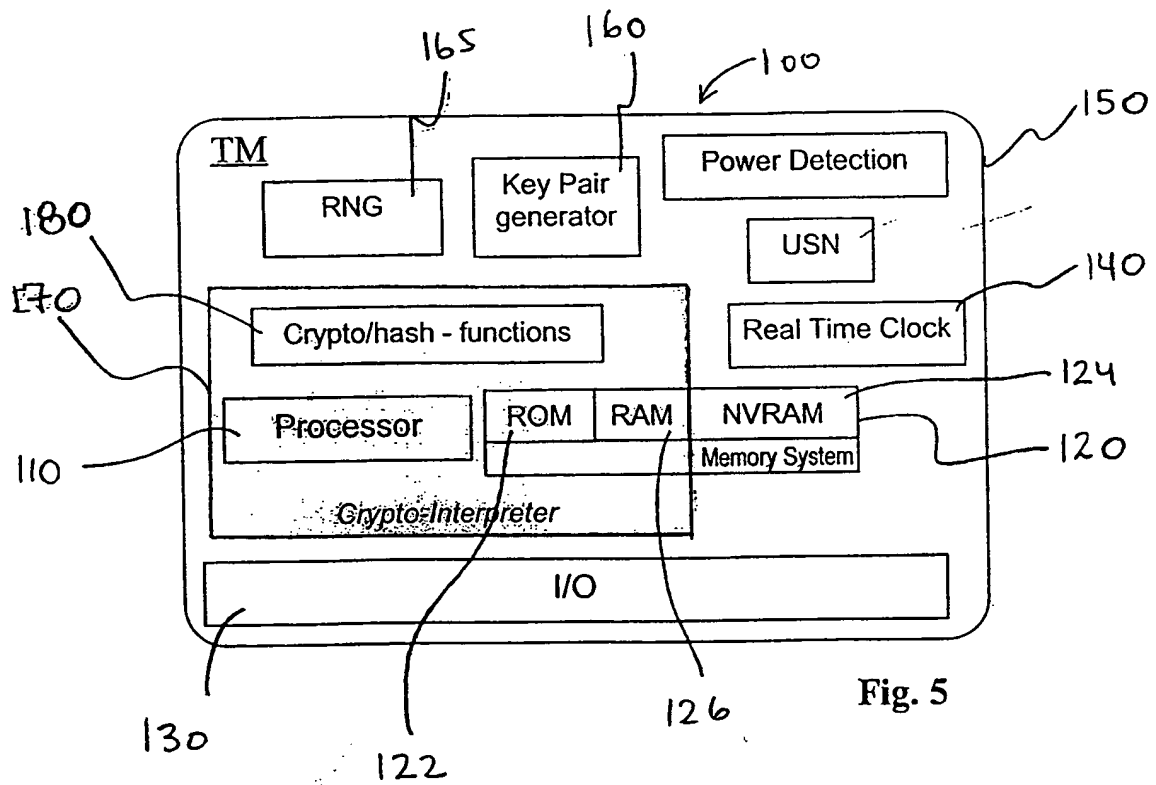 165
160
100
150
TM
Power Detection
RNG
Key Pair
generator
180
USN
140
170
Crypto/hash - functions
Real Time Clock
124
Processor
ROM
RAM
NVRAM
110
Memory System
120
Crypto-Interpreter
I/O
Fig. 5
130
122
126